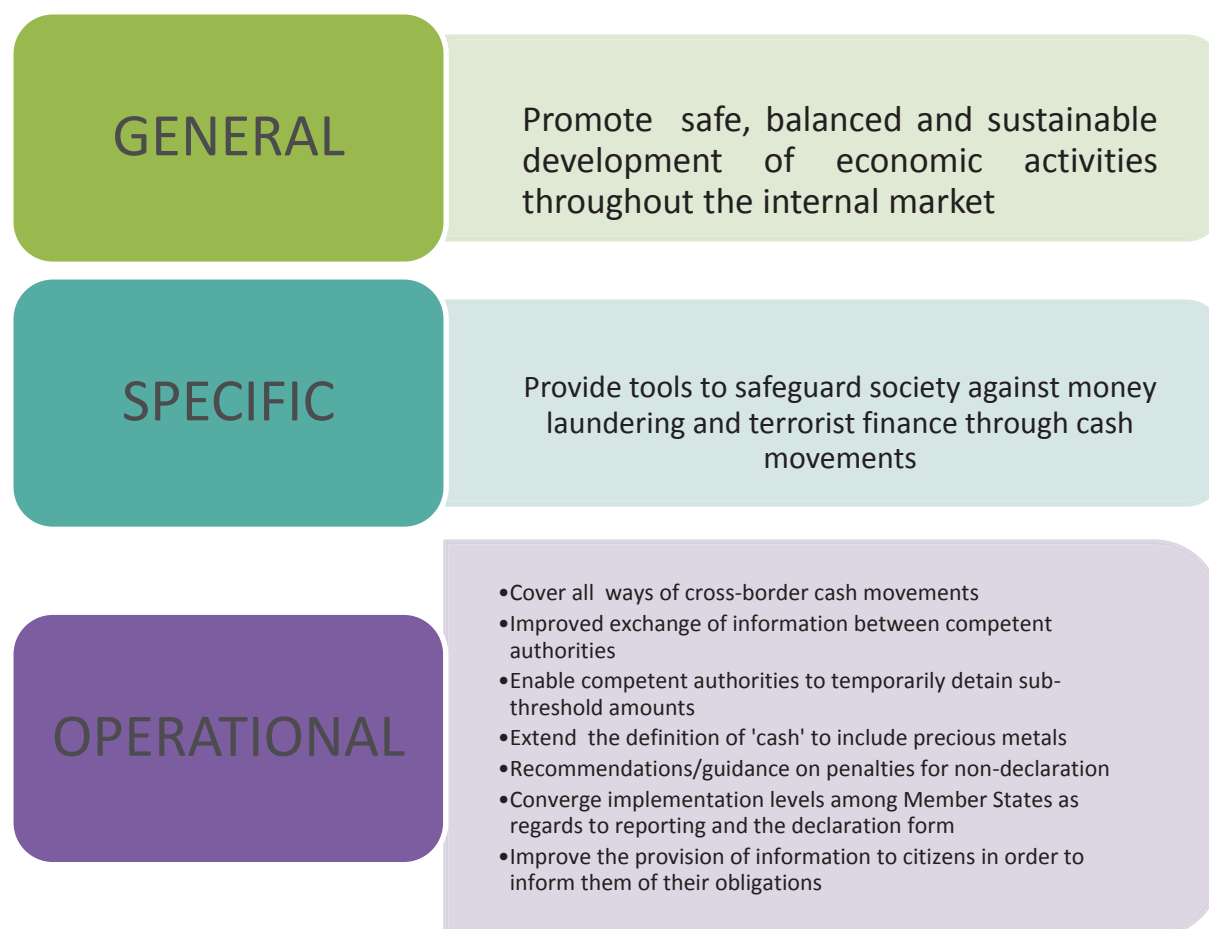 GENERAL
Promote safe, balanced and sustainable
development of economic activities
throughout the internal market
SPECIFIC
Provide tools to safeguard society against money
laundering and terrorist finance through cash
movements
OPERATIONAL
•Cover all ways of cross-border cash movements
•Improved exchange of information between competent
authorities
•Enable competent authorities to temporarily detain sub-
threshold amounts
•Extend the definition of 'cash' to include precious metals
•Recommendations/guidance on penalties for non-declaration
•Converge implementation levels among Member States as
regards to reporting and the declaration form
•Improve the provision of information to citizens in order to
inform them of their obligations